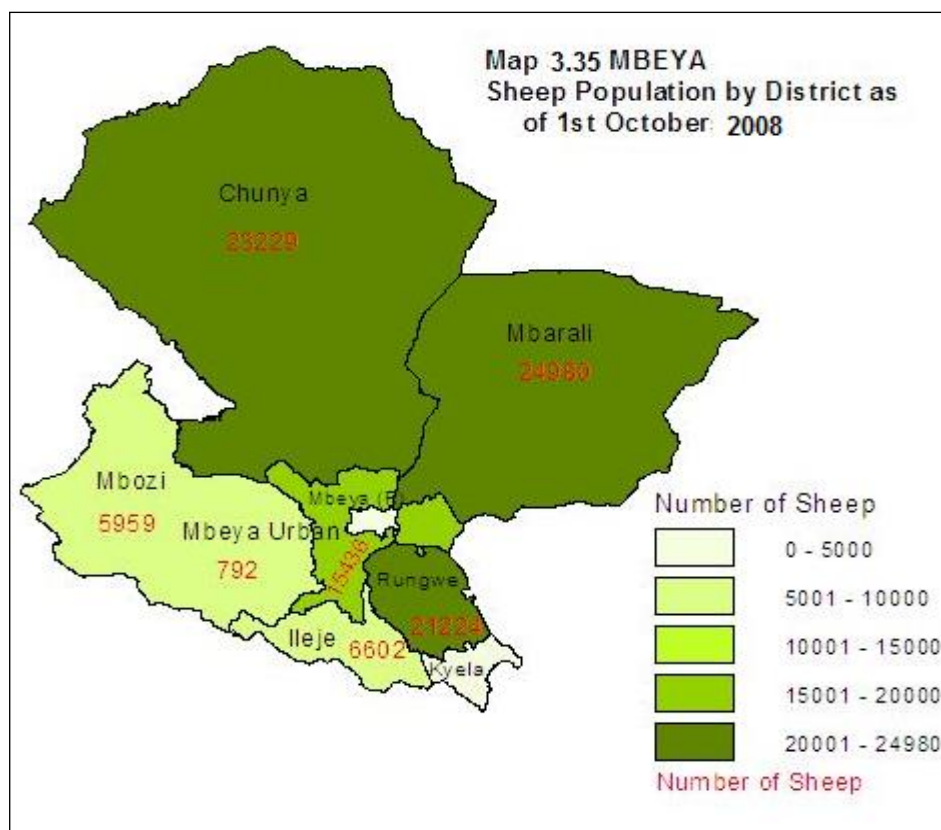 Map 3.35 MBEYA
Sheep Population by District as
of 1st October 2008
Chunya
23229
Mbarali
24980
Mbozi
5959
Mbeya (R)
Mbeya Urban
792
15436
Rungwe
21224
Ileje
6602
Kyela
Number of Sheep
0 - 5000
5001 - 10000
10001 - 15000
15001 - 20000
20001 - 24980
Number of Sheep